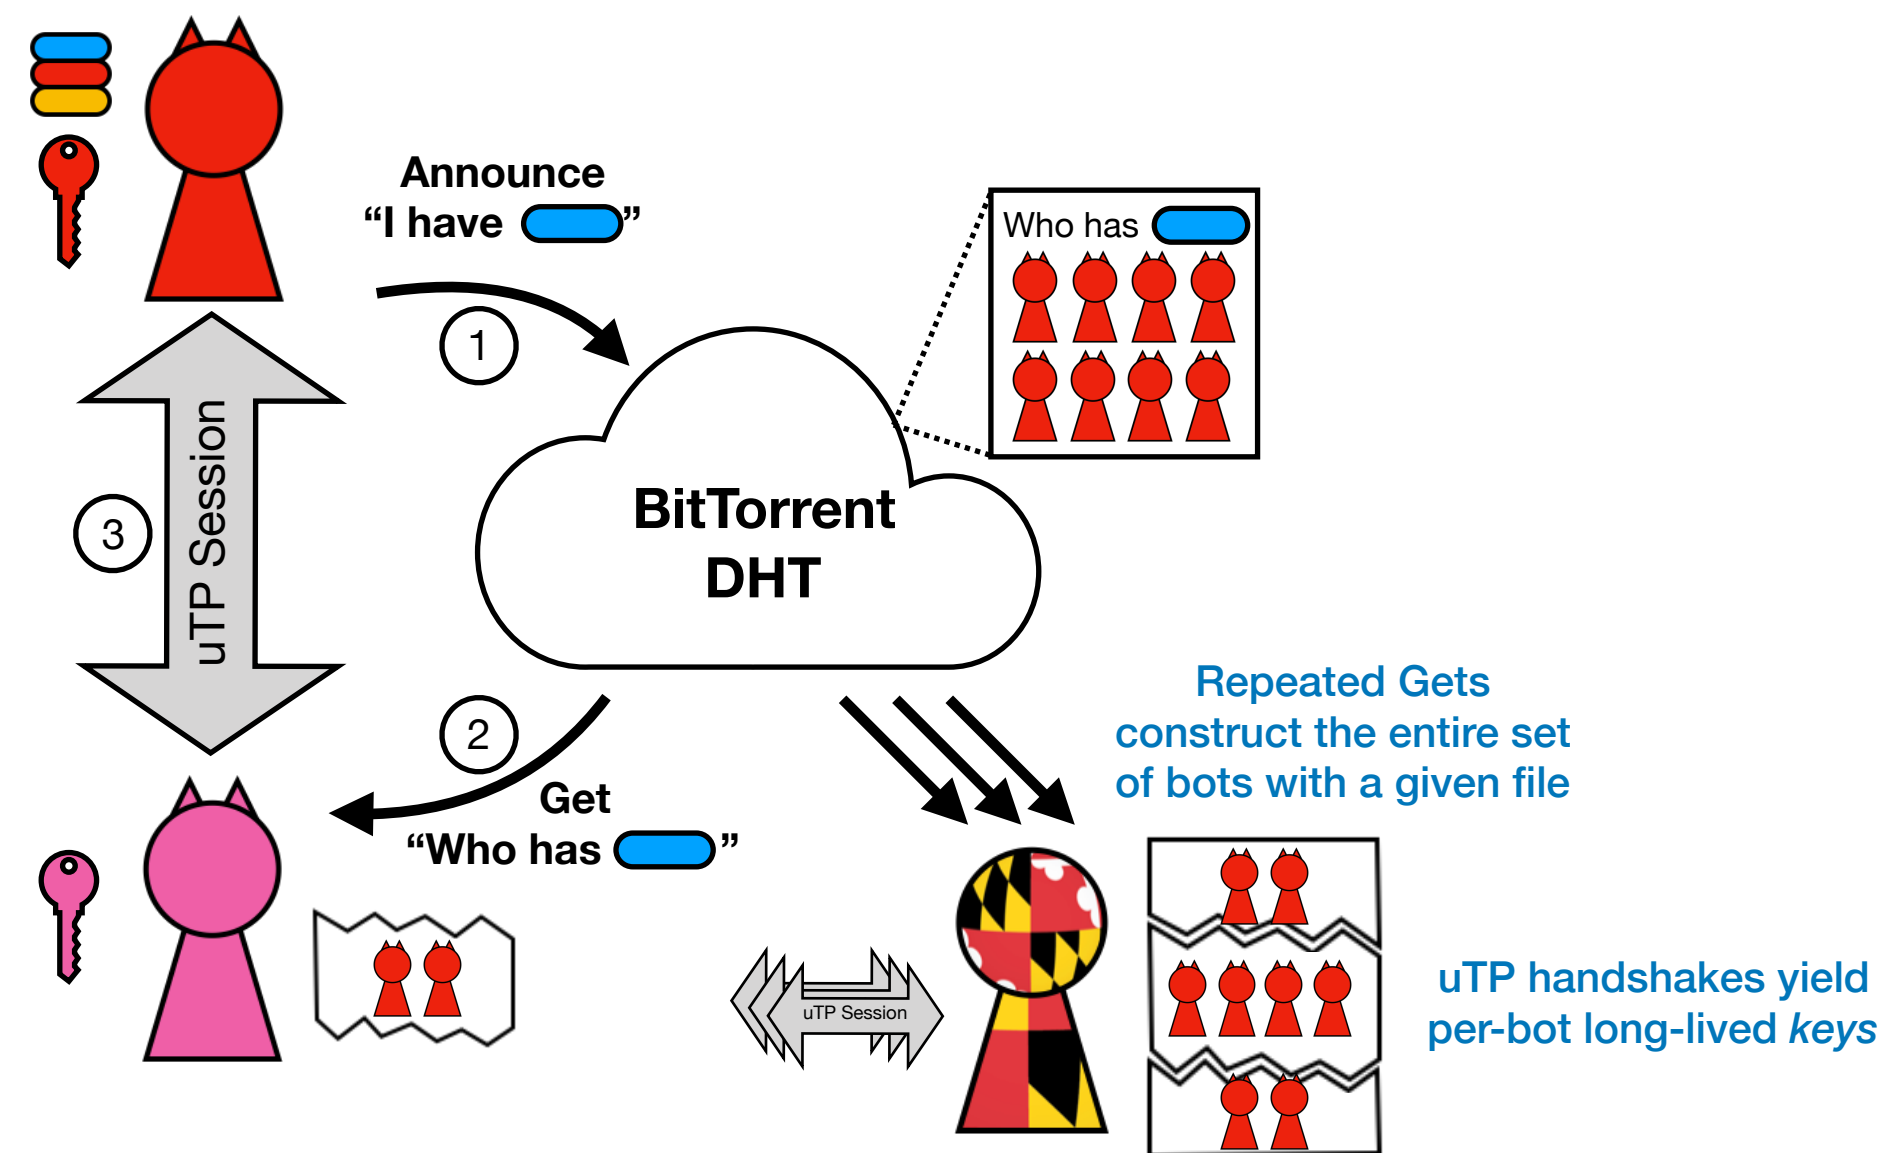 Announce
“I have ”
1
Who has
uTP Session
3
BitTorrent
DHT
2
Get
“Who has ”
Repeated Gets
construct the entire set
of bots with a given file
uTP Session
uTP handshakes yield
per-bot long-lived keys